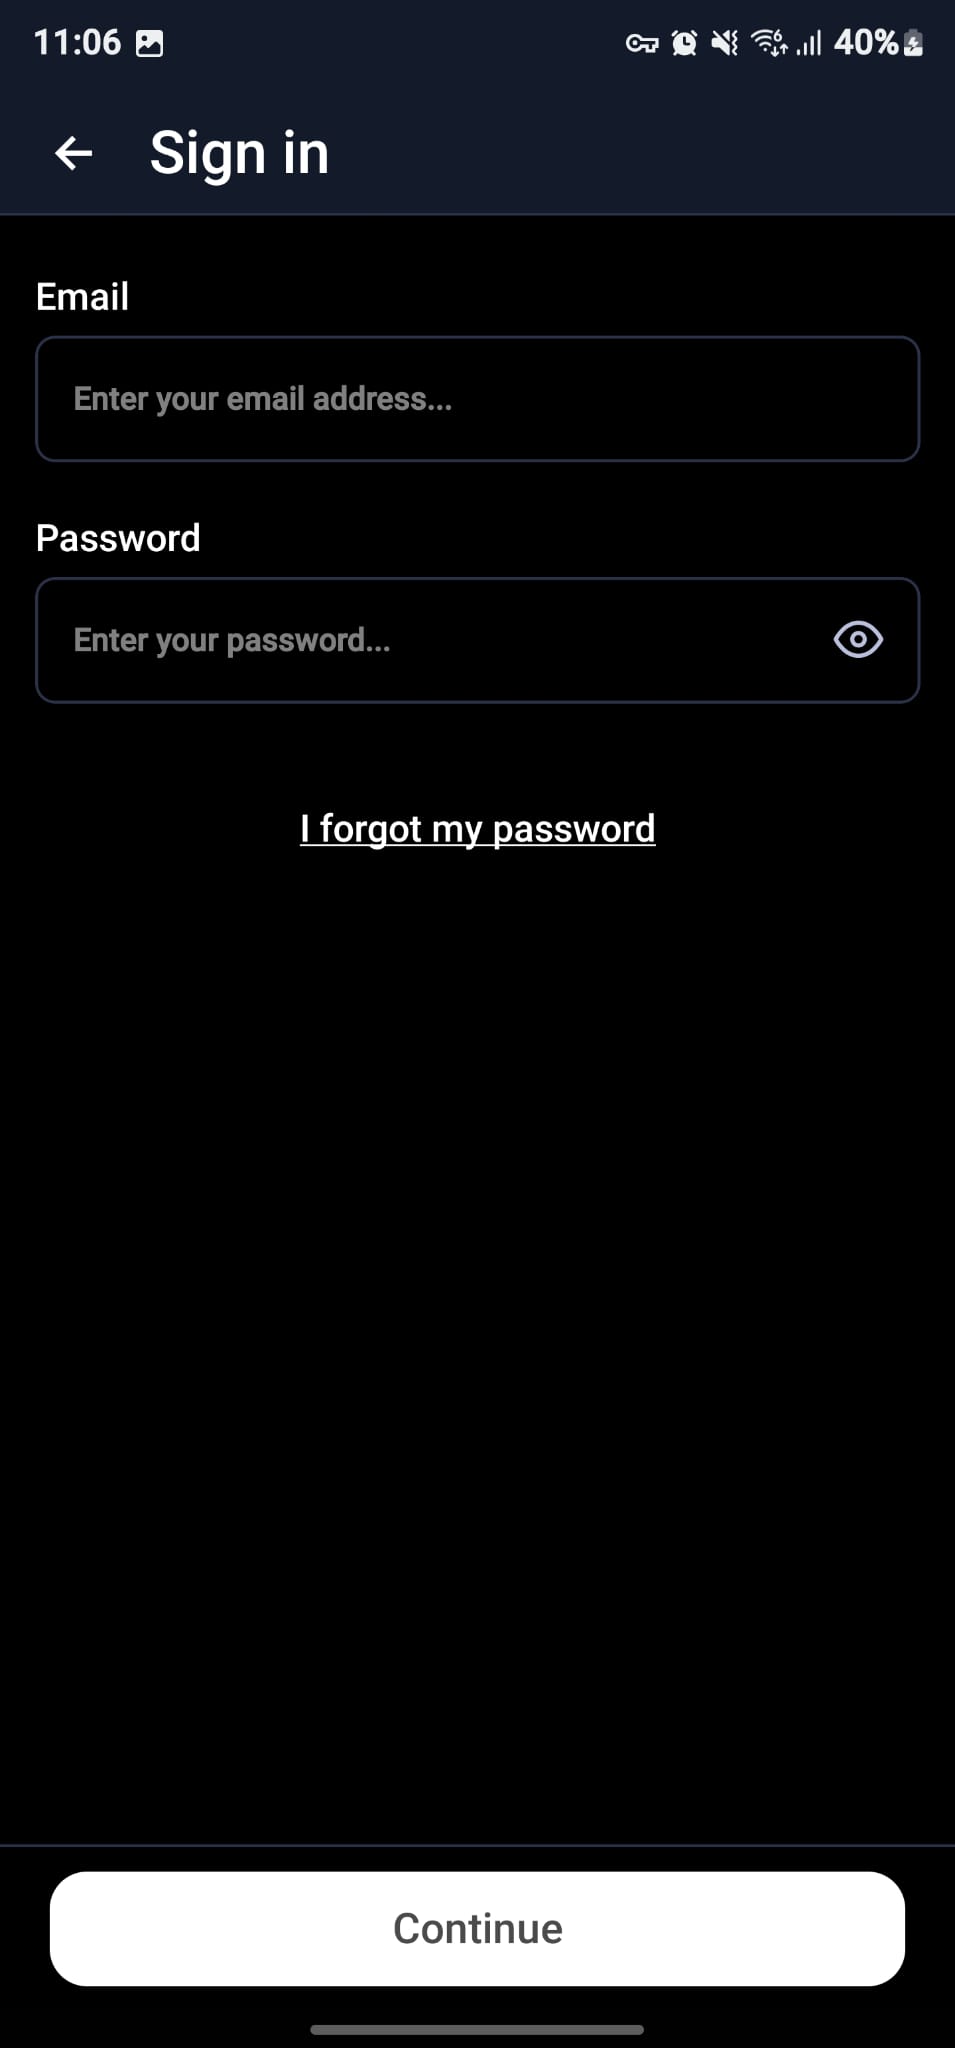 11:06 40%
Sign in
Email
Enter your email address...
Password
Enter your password...
I forgot my password
Continue